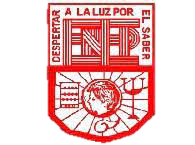 DESPERTAR
A LA LUZ POR
EL SABER
ENP